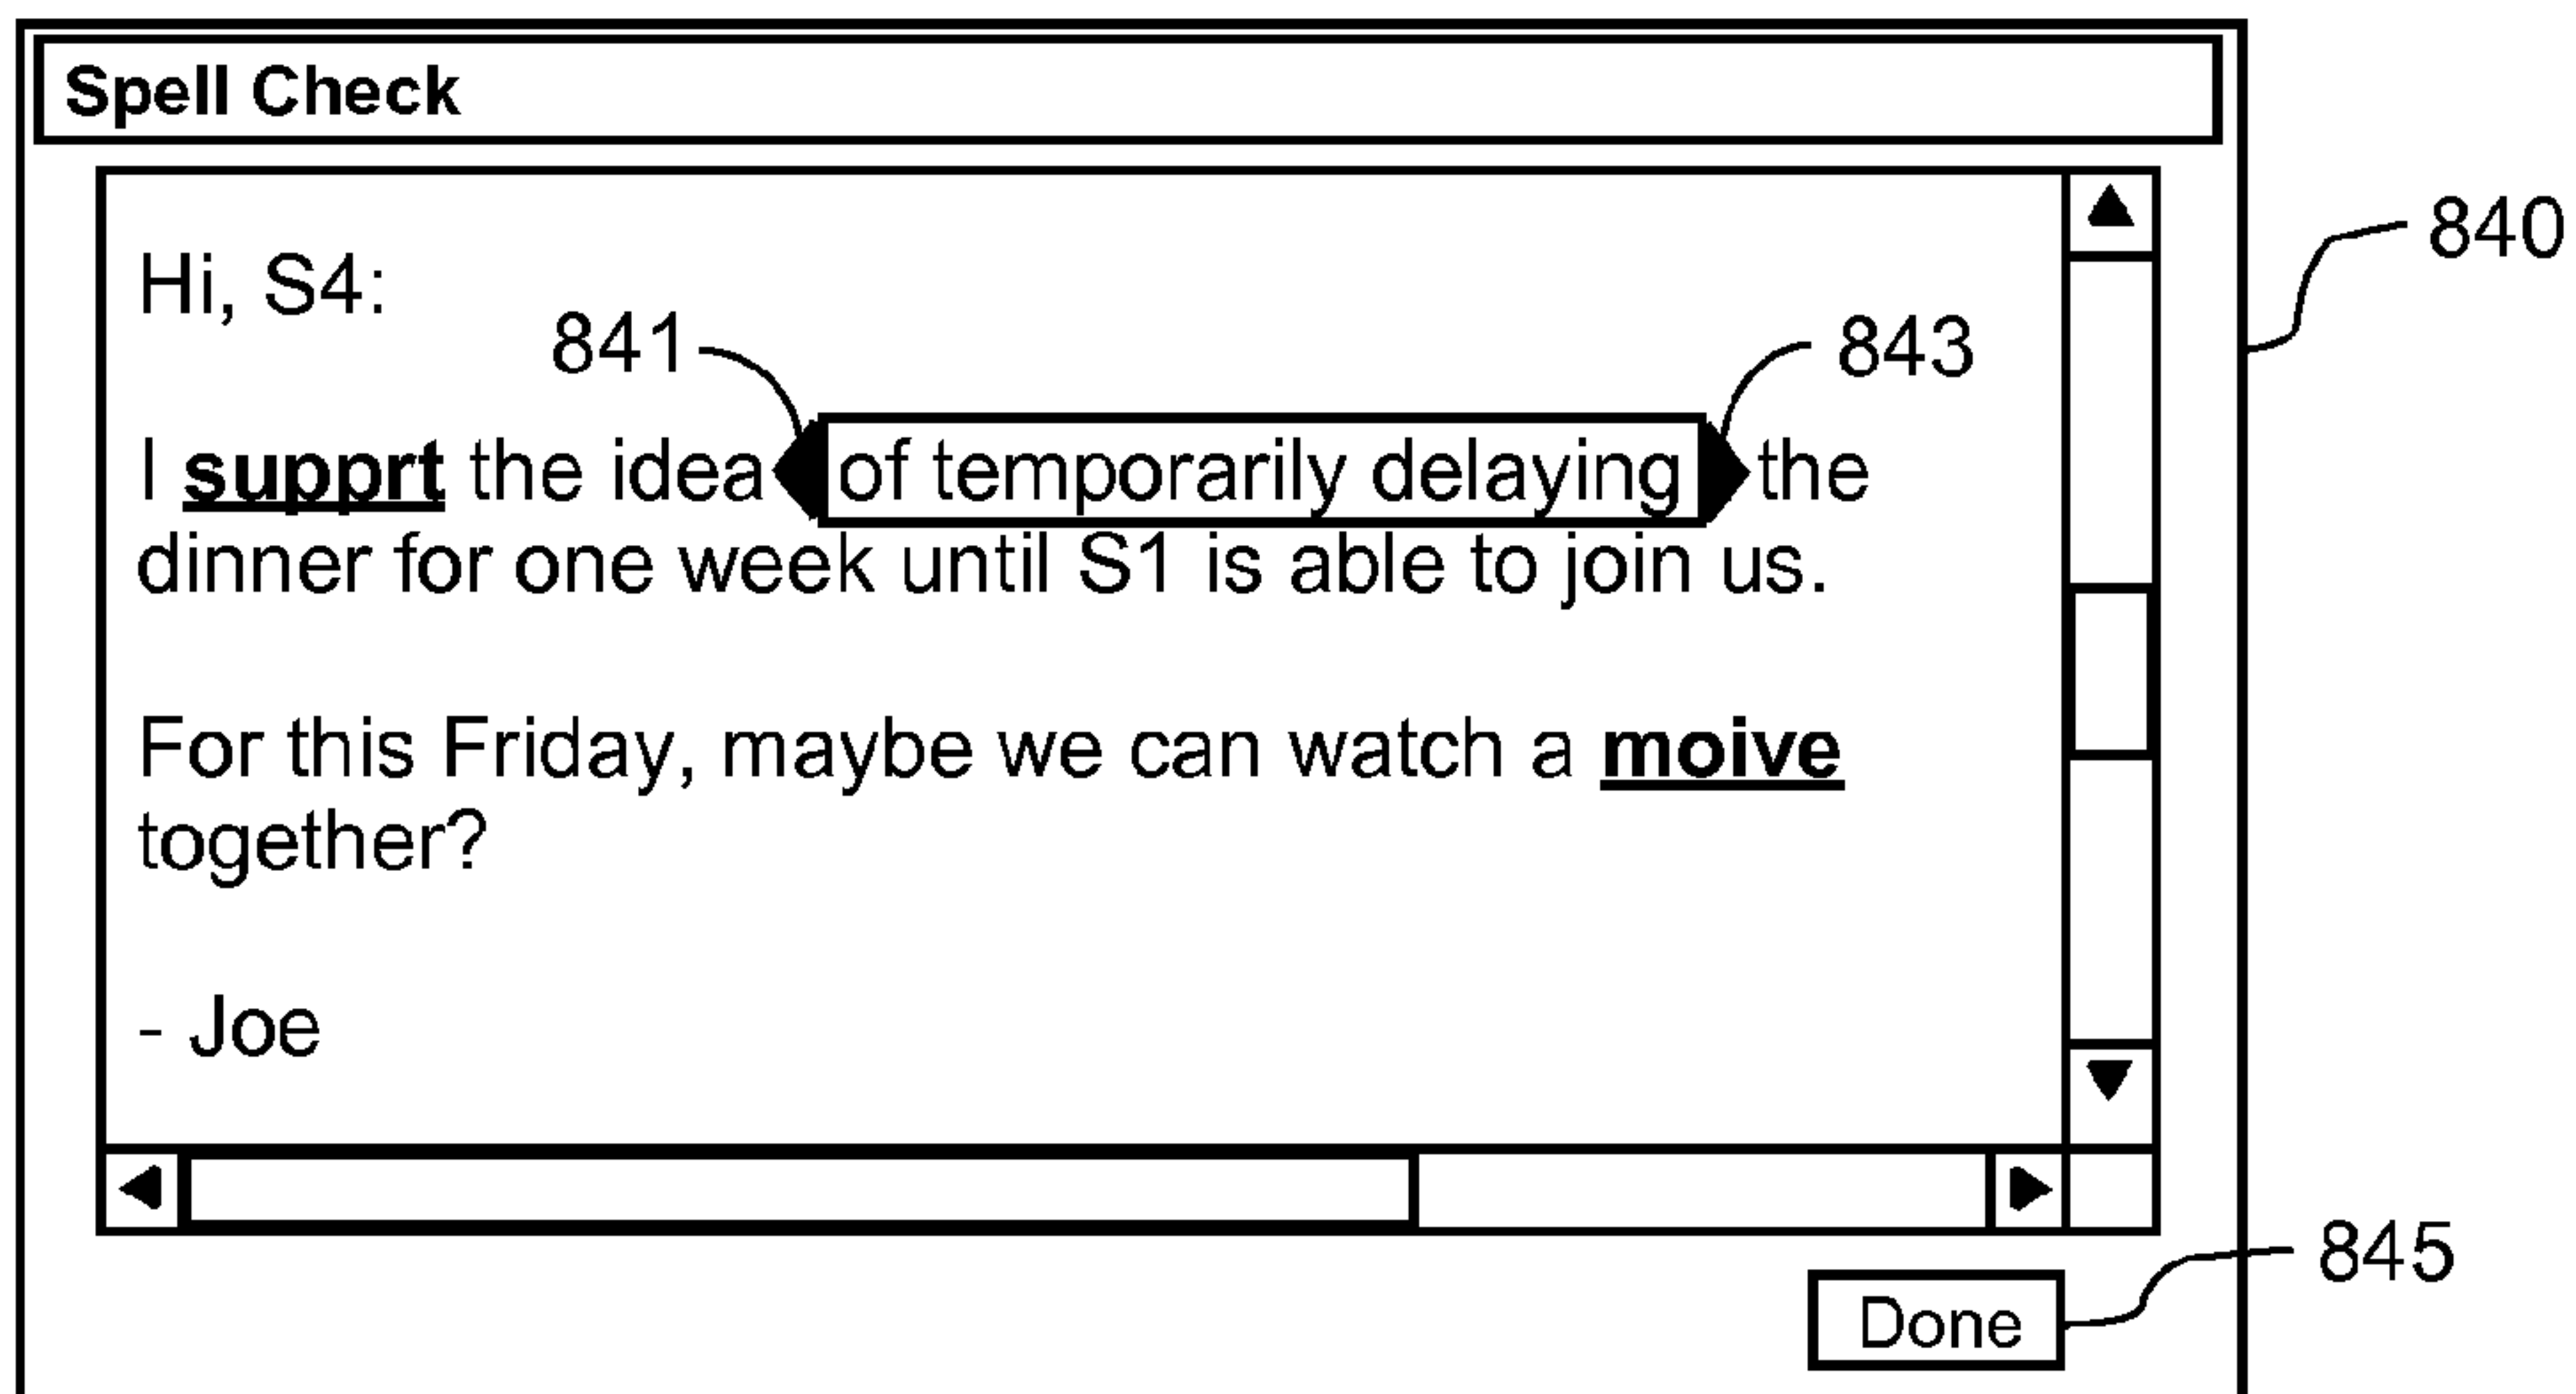 Spell Check
840
Hi, S4:
841
843
I supprt the idea of temporarily delaying the
dinner for one week until S1 is able to join us.
For this Friday, maybe we can watch a moive
together?
- Joe
845
Done